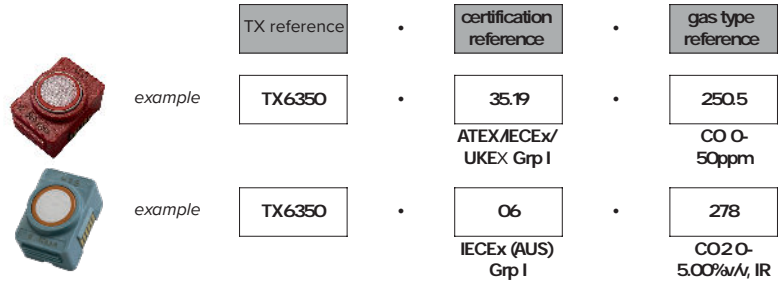 TX reference • certification reference • gas type reference
example TX6350 • 35.19 • 250.5
ATEX/IECEx/ CO 0-
UKEX Grp I 50ppm
example TX6350 • 06 • 278
IECEx (AUS) CO2 0-
Grp I 5.00%v/v, IR